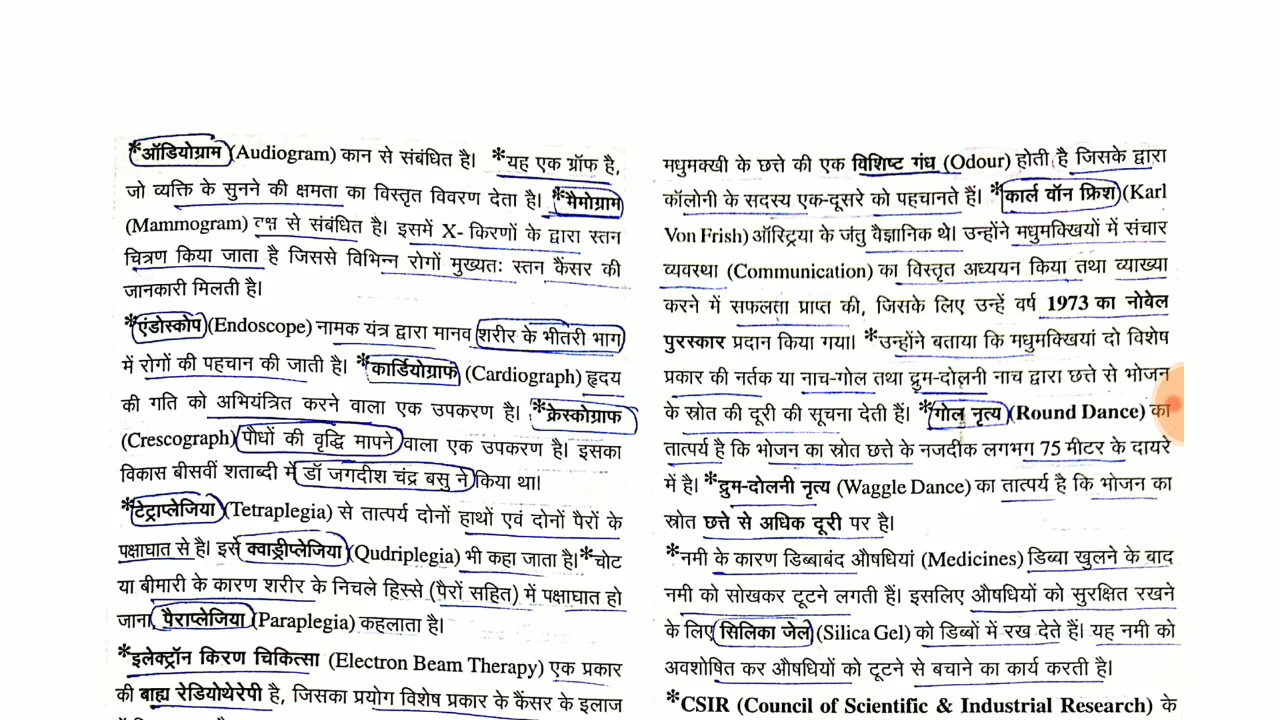 *ऑडियोग्राम (Audiogram) कान से संबंधित है। *यह एक ग्रॉफ है,
जो व्यक्ति के सुनने की क्षमता का विस्तृत विवरण देता है। *मेमोग्राम
(Mammogram) वक्ष से संबंधित है। इसमें X- किरणों के द्वारा स्तन
चित्रण किया जाता है जिससे विभिन्न रोगों मुख्यतः स्तन कैंसर की
जानकारी मिलती है।
*एंडोस्कोप (Endoscope) नामक यंत्र द्वारा मानव शरीर के भीतरी भाग
में रोगों की पहचान की जाती है। *कार्डियोग्राफ (Cardiograph) हृदय
की गति को अभियंत्रित करने वाला एक उपकरण है। *क्रेस्कोग्राफ
(Crescograph) पौधों की वृद्धि मापने वाला एक उपकरण है। इसका
विकास बीसवीं शताब्दी में डॉ जगदीश चंद्र बसु ने किया था।
*टेट्राप्लेजिया (Tetraplegia) से तात्पर्य दोनों हाथों एवं दोनों पैरों के
पक्षाघात से है। इसे क्वाड्रीप्लेजिया (Qudriplegia) भी कहा जाता है। *चोट
या बीमारी के कारण शरीर के निचले हिस्से (पैरों सहित) में पक्षाघात हो
जाना पैराप्लेजिया (Paraplegia) कहलाता है।
*इलेक्ट्रॉन किरण चिकित्सा (Electron Beam Therapy) एक प्रकार
की बाह्य रेडियोथेरेपी है, जिसका प्रयोग विशेष प्रकार के कैंसर के इलाज
मधुमक्खी के छत्ते की एक विशिष्ट गंध (Odour) होती है जिसके द्वारा
कॉलोनी के सदस्य एक-दूसरे को पहचानते हैं। *कार्ल वॉन फ्रिश (Karl
Von Frish) ऑस्ट्रिया के जंतु वैज्ञानिक थे। उन्होंने मधुमक्खियों में संचार
व्यवस्था (Communication) का विस्तृत अध्ययन किया तथा व्याख्या
करने में सफलता प्राप्त की, जिसके लिए उन्हें वर्ष 1973 का नोबेल
पुरस्कार प्रदान किया गया। *उन्होंने बताया कि मधुमक्खियां दो विशेष
प्रकार की नर्तक या नाच-गोल तथा द्रुम-दोलनी नाच द्वारा छत्ते से भोजन
के स्रोत की दूरी की सूचना देती हैं। *गोल नृत्य (Round Dance) का
तात्पर्य है कि भोजन का स्रोत छत्ते के नजदीक लगभग 75 मीटर के दायरे
में है। *द्रुम-दोलनी नृत्य (Waggle Dance) का तात्पर्य है कि भोजन का
स्रोत छत्ते से अधिक दूरी पर है।
*नमी के कारण डिब्बाबंद औषधियां (Medicines) डिब्बा खुलने के बाद
नमी को सोखकर टूटने लगती हैं। इसलिए औषधियों को सुरक्षित रखने
के लिए सिलिका जेल (Silica Gel) को डिब्बों में रख देते हैं। यह नमी को
अवशोषित कर औषधियों को टूटने से बचाने का कार्य करती है।
*CSIR (Council of Scientific & Industrial Research) के